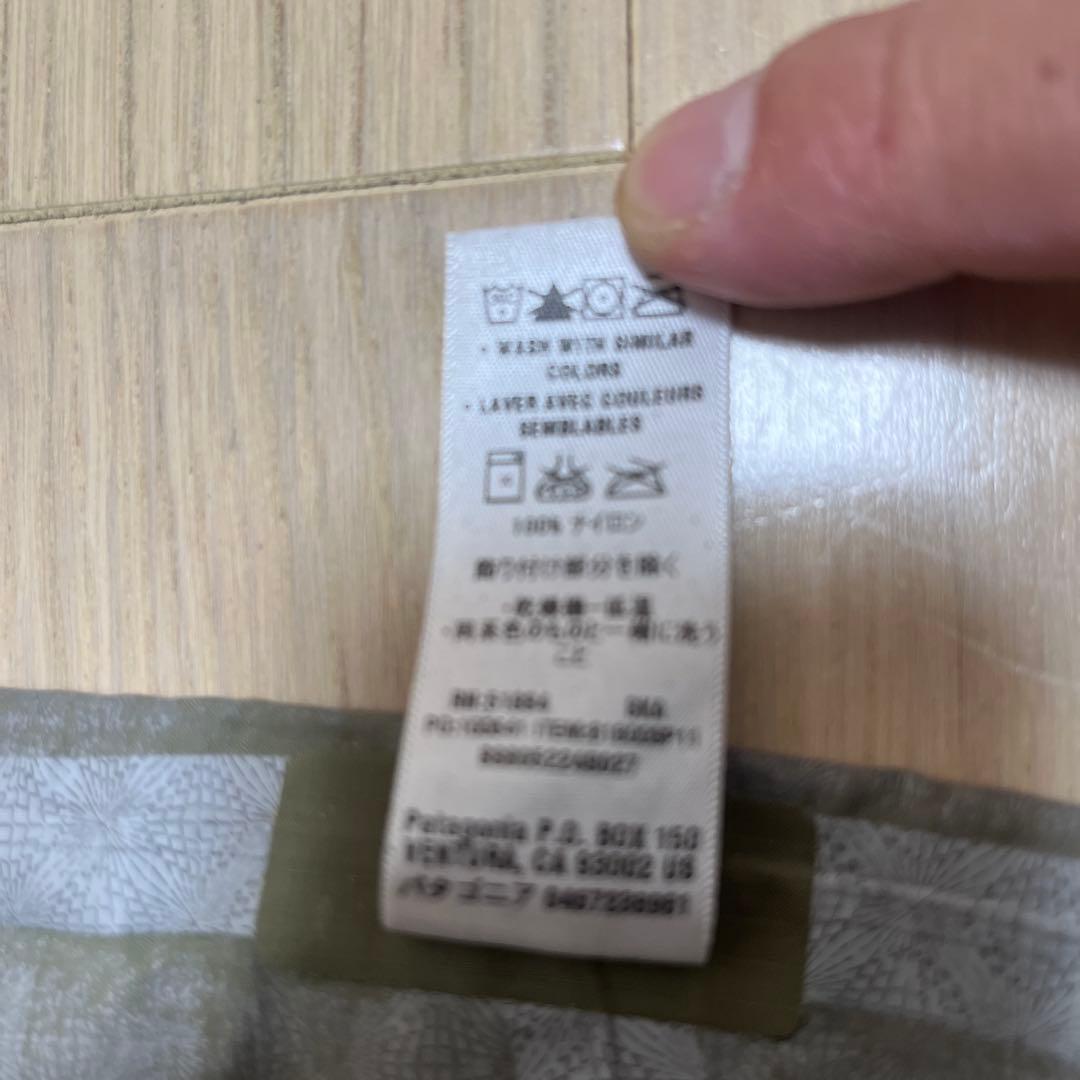 · WASH WITH SIMILAR
COLORS
· LAVER AVEC COULEURS
SEMBLABLES
100% ナイロン
飾り付け部分を除く
·乾燥機－低温
·同系色のものと一緒に洗う
こと
Patagonia P.O. BOX 150
VENTURA, CA 93002 US
パタゴニア